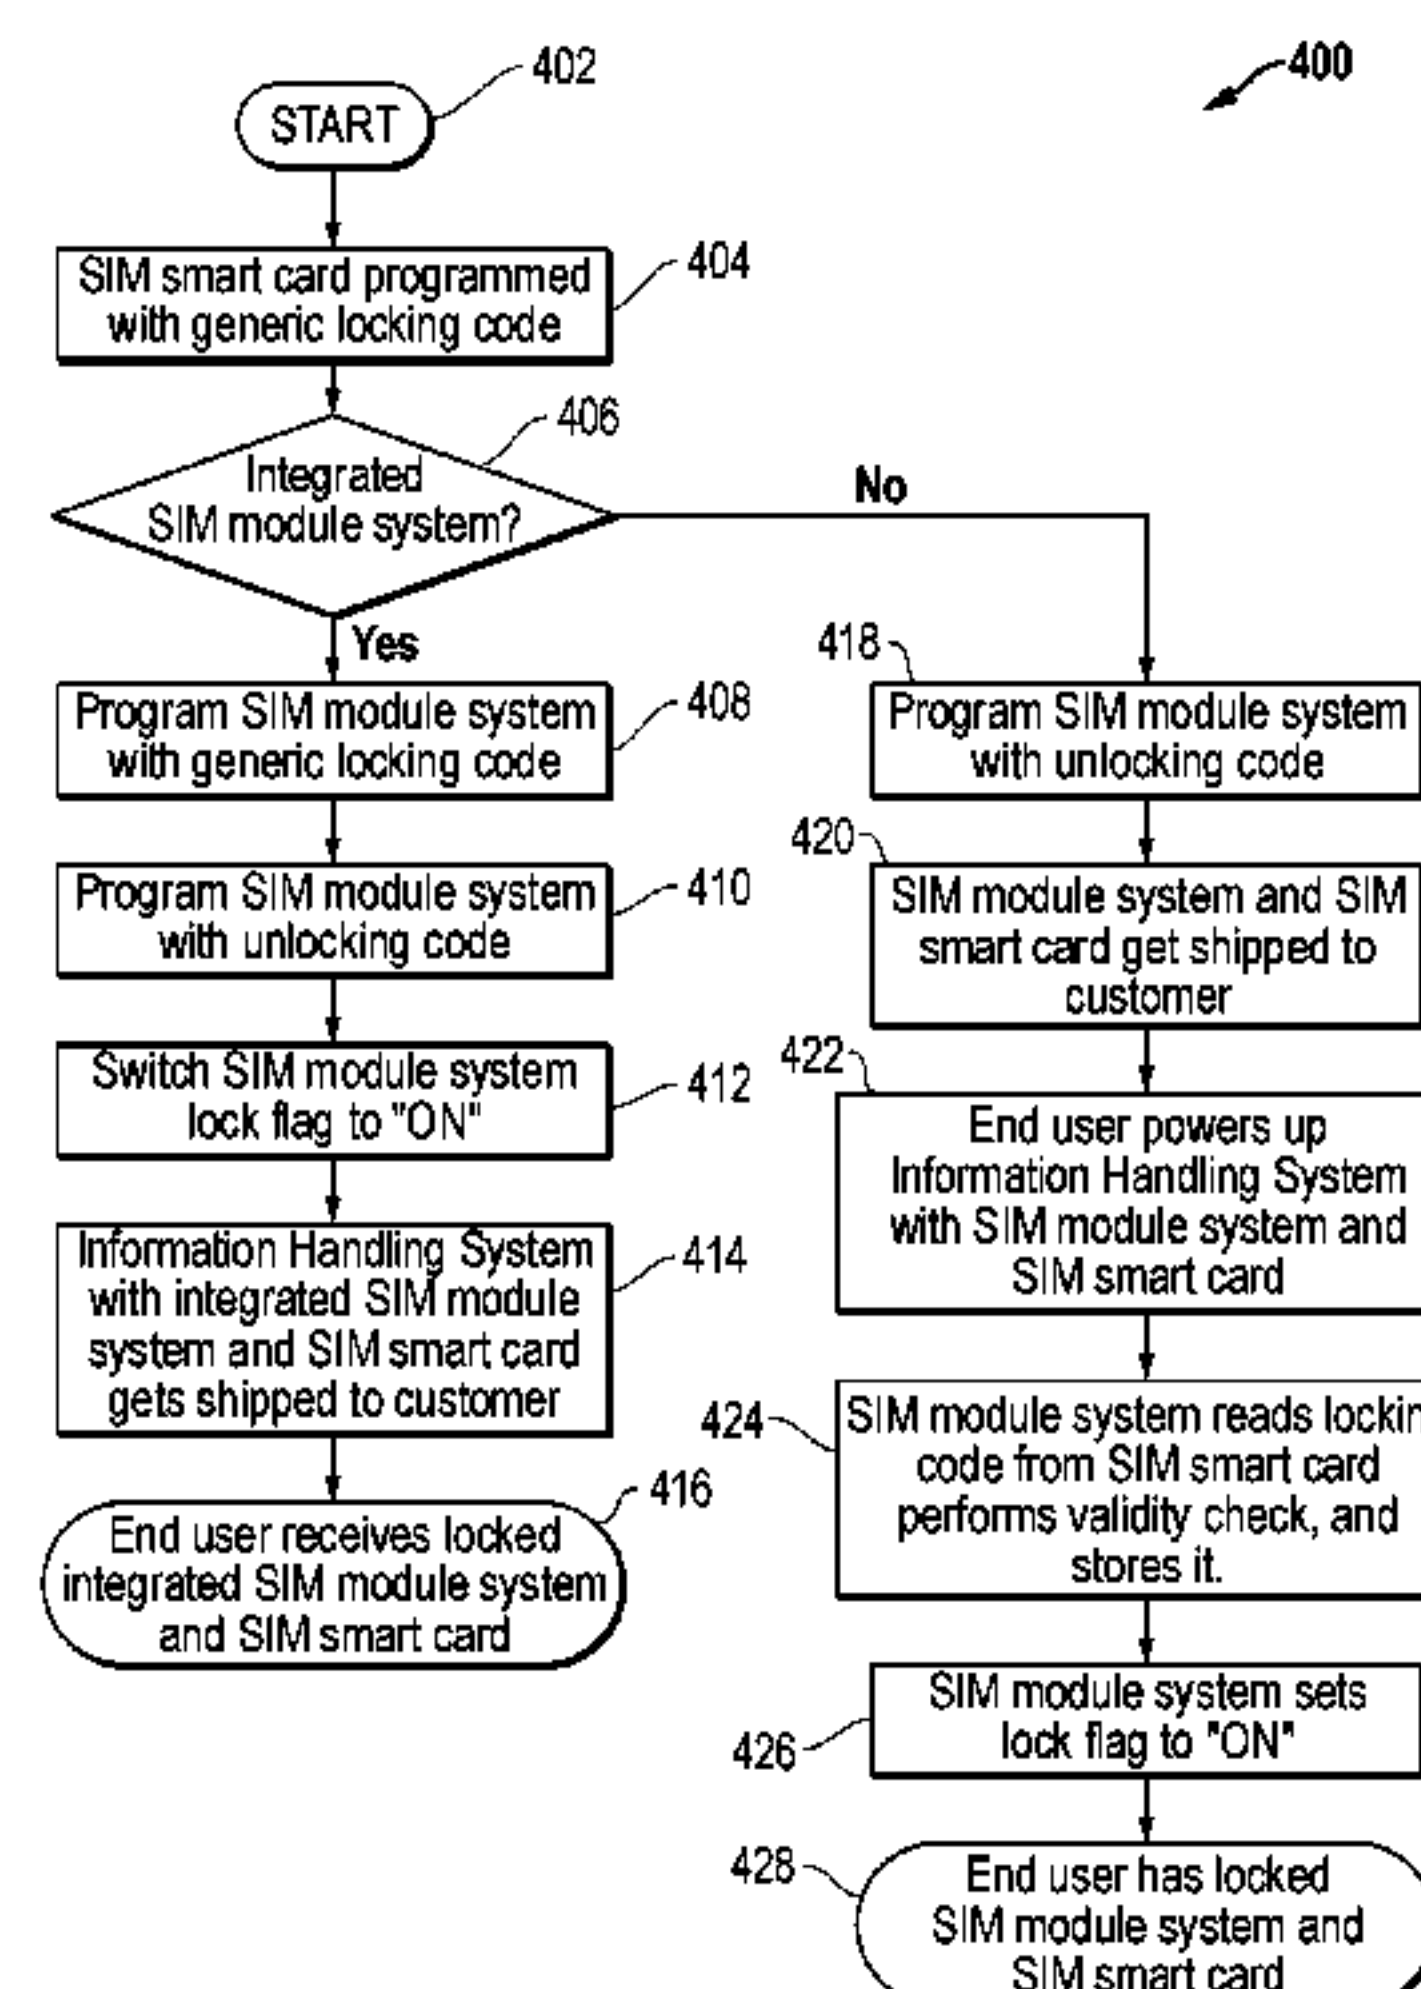 400
402
START
404
SIM smart card programmed
with generic locking code
406
Integrated
SIM module system?
No
Yes
408
Program SIM module system
with generic locking code
410
Program SIM module system
with unlocking code
412
Switch SIM module system
lock flag to "ON"
414
Information Handling System
with integrated SIM module
system and SIM smart card
gets shipped to customer
416
End user receives locked
integrated SIM module system
and SIM smart card
418
Program SIM module system
with unlocking code
420
SIM module system and SIM
smart card get shipped to
customer
422
End user powers up
Information Handling System
with SIM module system and
SIM smart card
424
SIM module system reads lockin
code from SIM smart card
performs validity check, and
stores it.
426
SIM module system sets
lock flag to "ON"
428
End user has locked
SIM module system and
SIM smart card